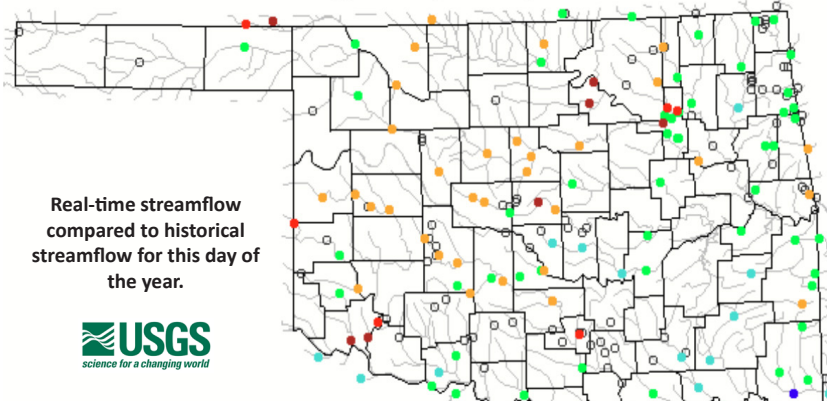 Real-time streamflow
compared to historical
streamflow for this day of
the year.
USGS
science for a changing world